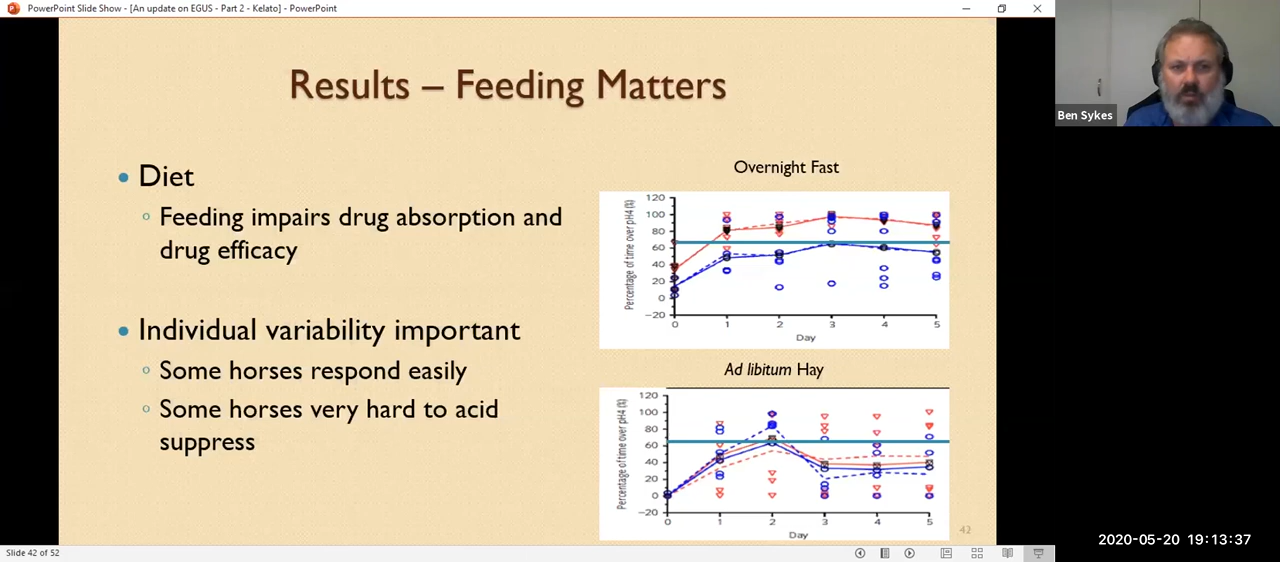 PowerPoint Slide Show - [An update on EGUS - Part 2 - Kelato] - PowerPoint
Results – Feeding Matters
Diet
Feeding impairs drug absorption and
drug efficacy
Individual variability important
Some horses respond easily
Some horses very hard to acid
suppress
Overnight Fast
Percentage of time over pH4 (%)
120
100
80
60
40
20
0
−20
0 1 2 3 4 5
Day
Ad libitum Hay
Percentage of time over pH4 (%)
120
100
80
60
40
20
0
−20
0 1 2 3 4 5
Day
42
Ben Sykes
Slide 42 of 52
2020-05-20 19:13:37